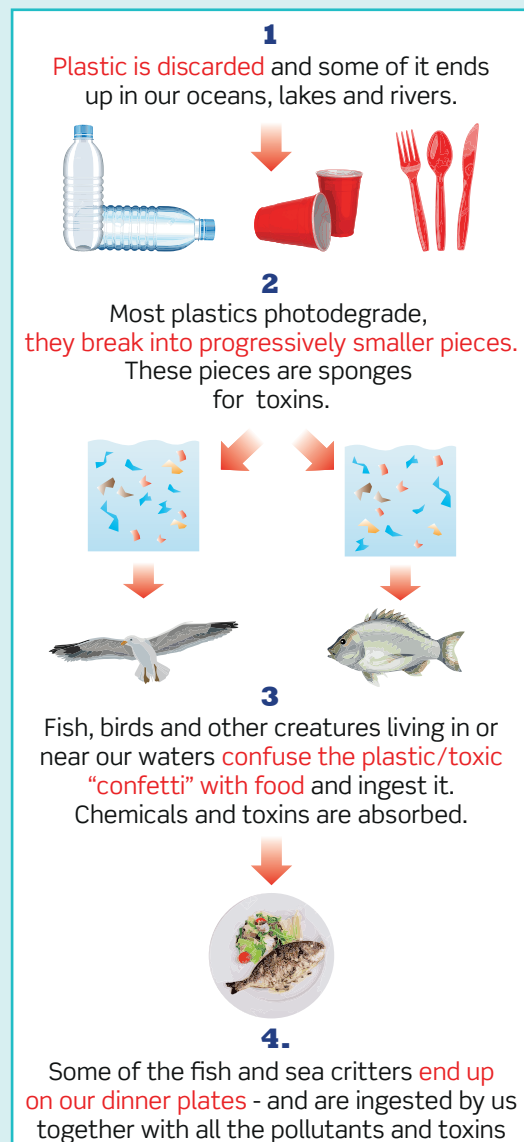 1
Plastic is discarded and some of it ends
up in our oceans, lakes and rivers.
2
Most plastics photodegrade,
they break into progressively smaller pieces.
These pieces are sponges
for toxins.
3
Fish, birds and other creatures living in or
near our waters confuse the plastic/toxic
“confetti” with food and ingest it.
Chemicals and toxins are absorbed.
4.
Some of the fish and sea critters end up
on our dinner plates - and are ingested by us
together with all the pollutants and toxins